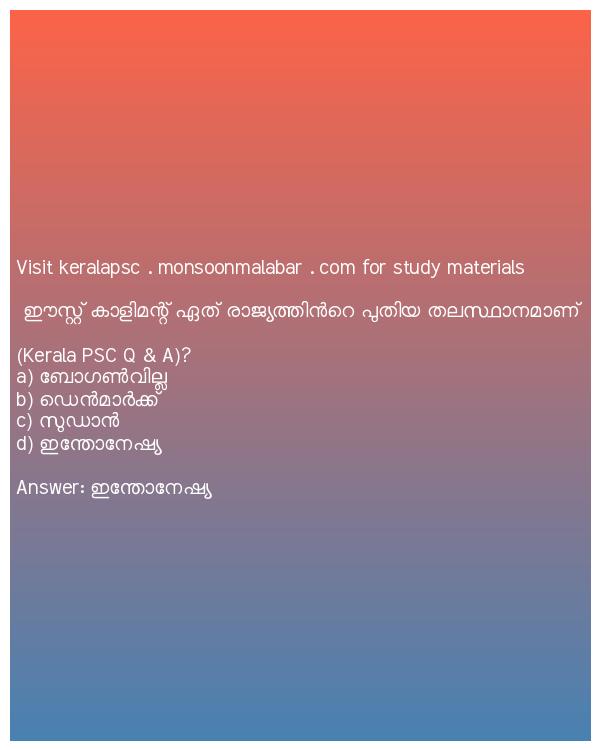 Visit keralapsc . monsoonmalabar . com for study materials
ഈസ്റ്റ് കാളിമന്റ് ഏത് രാജ്യത്തിൻറെ പുതിയ തലസ്ഥാനമാണ്
(Kerala PSC Q & A)?
a) ബോഗൺവില്ല
b) ഡെൻമാർക്ക്
c) സുഡാൻ
d) ഇന്തോനേഷ്യ
Answer: ഇന്തോനേഷ്യ